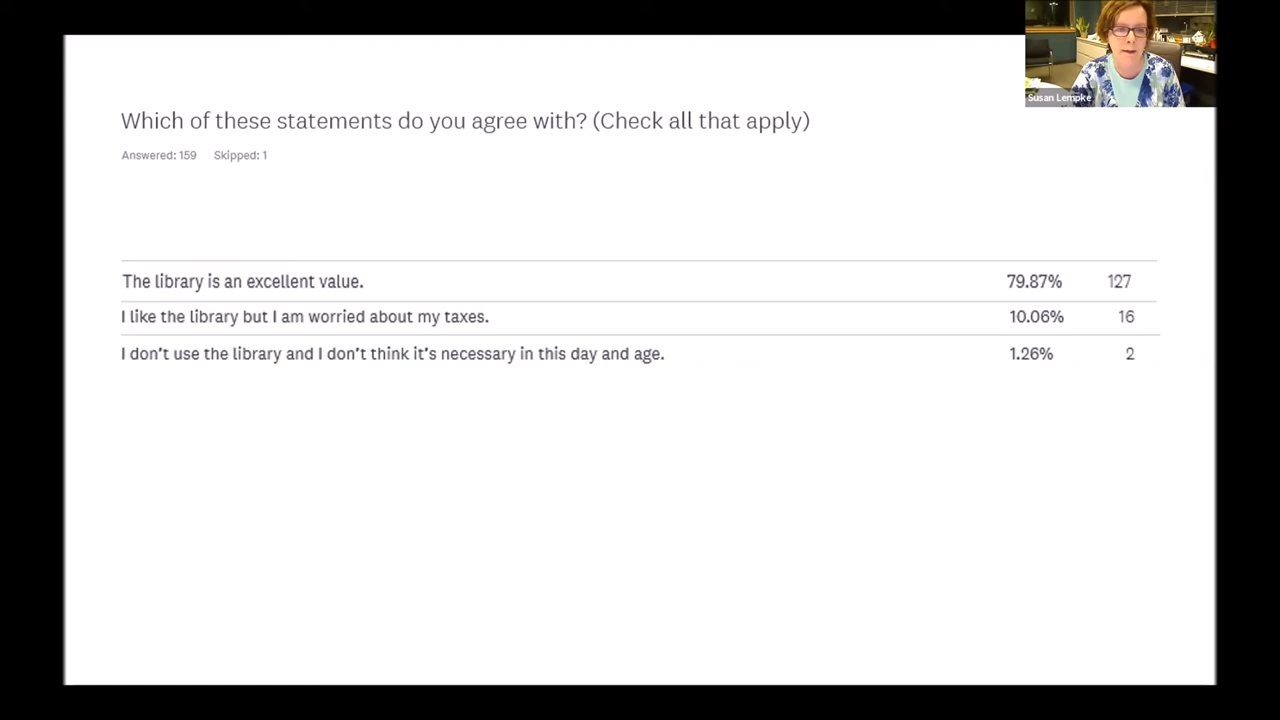 Susan Lempke
Which of these statements do you agree with? (Check all that apply)
Answered: 159 Skipped: 1
The library is an excellent value. 79.87% 127
I like the library but I am worried about my taxes. 10.06% 16
I don't use the library and I don't think it's necessary in this day and age. 1.26% 2